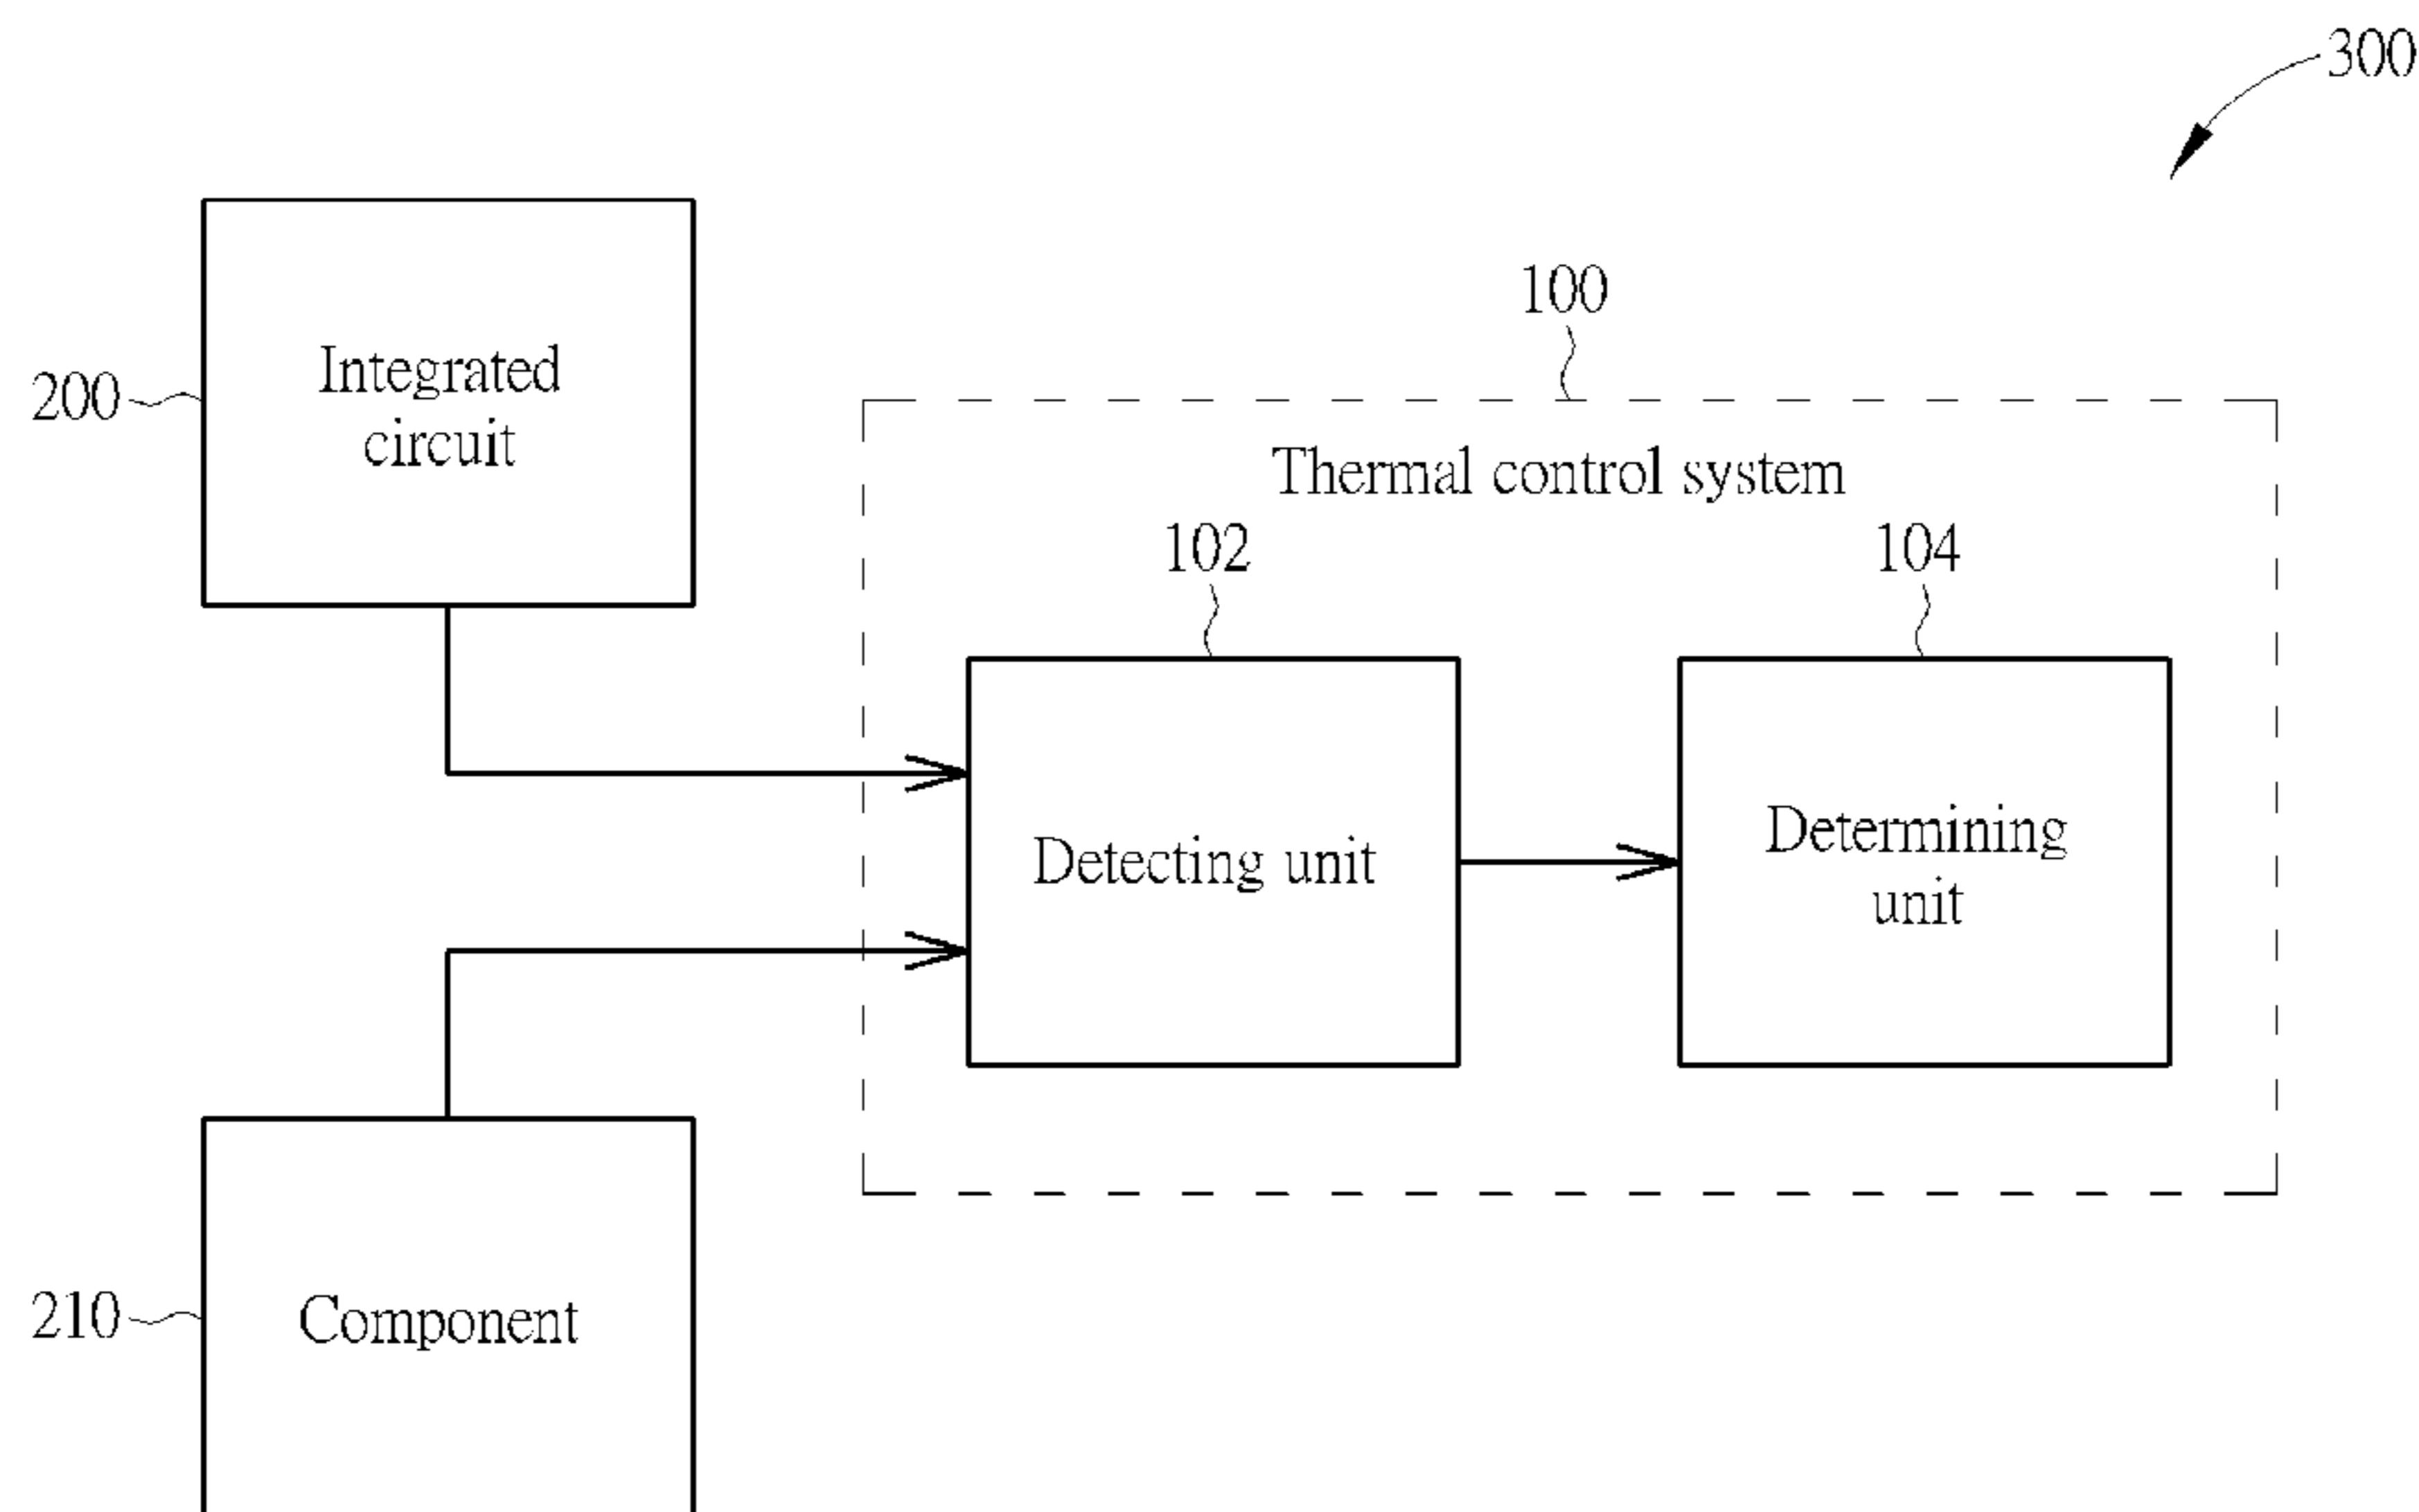 300
100
Integrated
circuit
200
Thermal control system
102
104
Detecting unit
Determining
unit
210
Component